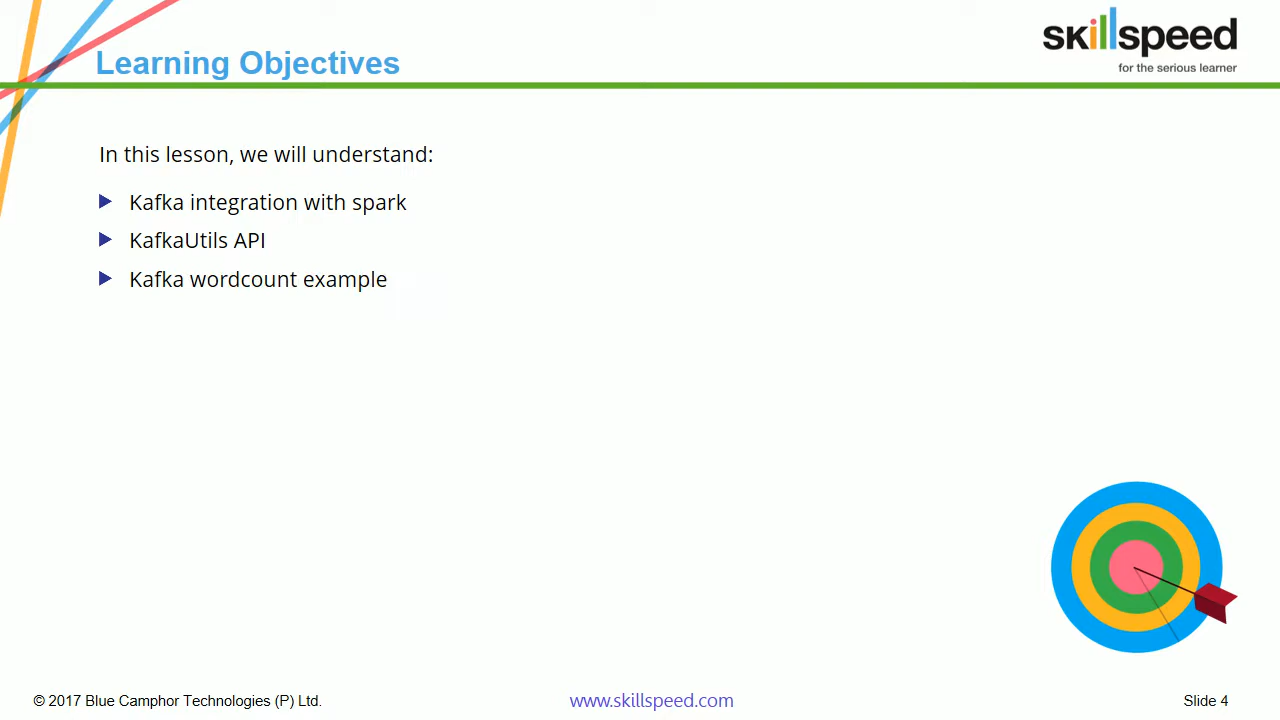 skillspeed
for the serious learner
Learning Objectives
In this lesson, we will understand:
Kafka integration with spark
KafkaUtils API
Kafka wordcount example
© 2017 Blue Camphor Technologies (P) Ltd.
www.skillspeed.com
Slide 4